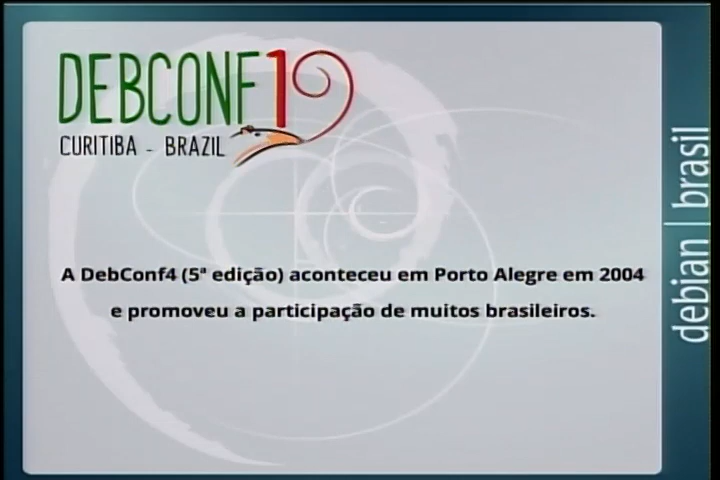 DEBCONF19
CURITIBA - BRAZIL
A DebConf4 (5ª edição) aconteceu em Porto Alegre em 2004
e promoveu a participação de muitos brasileiros.
debian | brasil